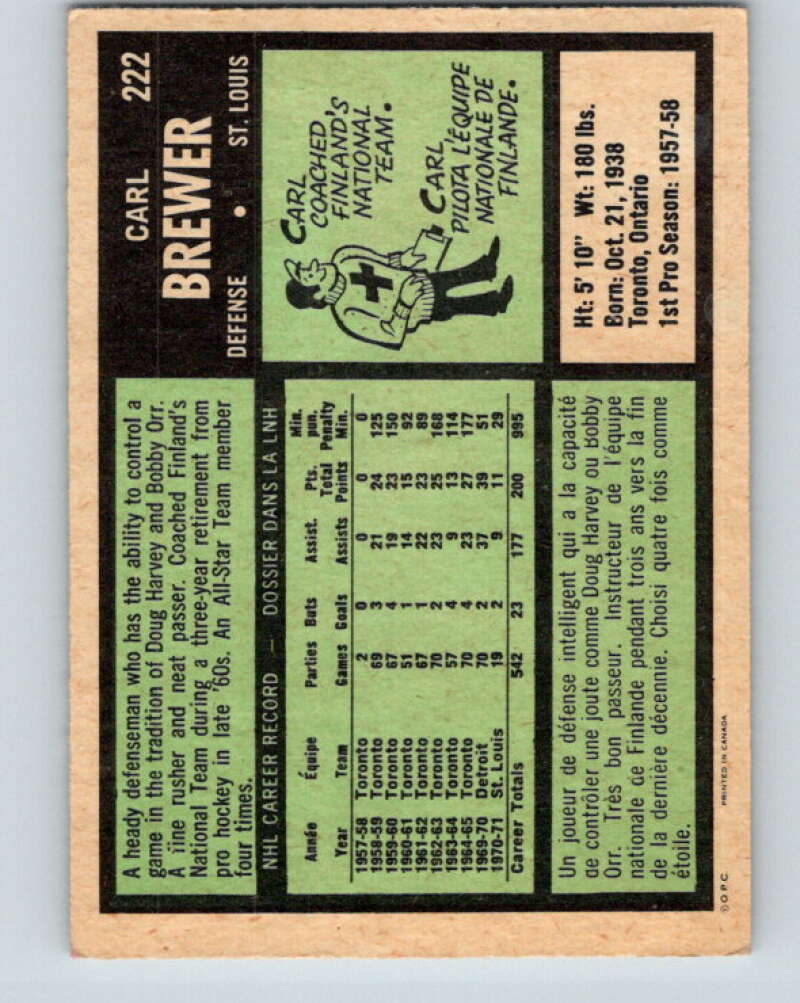 CARL 222
BREWER
DEFENSE • ST. LOUIS
CARL
COACHED
FINLAND'S
NATIONAL
TEAM.
CARL
PILOTA L'ÉQUIPE
NATIONALE DE
FINLANDE.
Ht: 5' 10" Wt: 180 lbs.
Born: Oct. 21, 1938
Toronto, Ontario
1st Pro Season: 1957-58
A heady defenseman who has the ability to control a
game in the tradition of Doug Harvey and Bobby Orr.
A fine rusher and neat passer. Coached Finland's
National Team during a three-year retirement from
pro hockey in late '60s. An All-Star Team member
four times.
NHL CAREER RECORD — DOSSIER DANS LA LNH
Année Équipe Parties Buts Assist. Pts. Total Min. pun.
Year Team Games Goals Assists Points Penalty Min.
1957-58 Toronto 2 0 0 0 0
1958-59 Toronto 69 3 21 24 125
1959-60 Toronto 67 4 19 23 150
1960-61 Toronto 51 1 14 15 92
1961-62 Toronto 67 1 22 23 89
1962-63 Toronto 70 2 23 25 168
1963-64 Toronto 57 4 9 13 114
1964-65 Toronto 70 4 23 27 177
1969-70 Detroit 70 2 37 39 51
1970-71 St. Louis 19 2 9 11 29
Career Totals 542 23 177 200 995
Un joueur de défense intelligent qui a la capacité
de contrôler une joute comme Doug Harvey ou Bobby
Orr. Très bon passeur. Instructeur de l'équipe
nationale de Finlande pendant trois ans vers la fin
de la dernière décennie. Choisi quatre fois comme
étoile.
© O.P.C. PRINTED IN CANADA